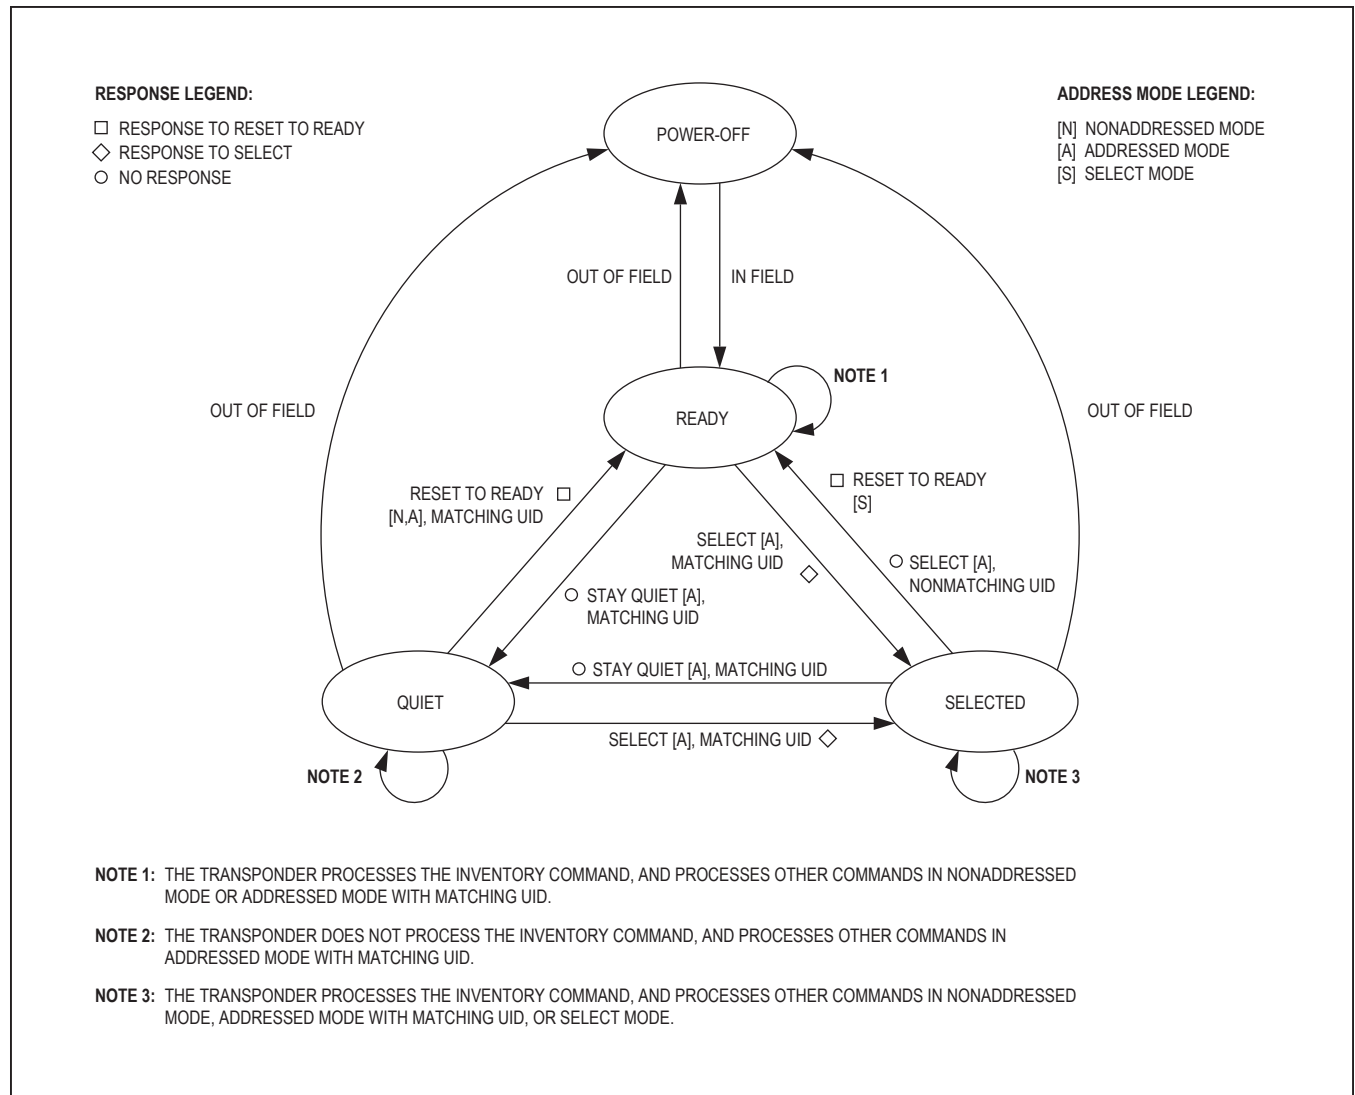 RESPONSE LEGEND:
RESPONSE TO RESET TO READY
RESPONSE TO SELECT
NO RESPONSE
ADDRESS MODE LEGEND:
[N] NONADDRESSED MODE
[A] ADDRESSED MODE
[S] SELECT MODE
POWER-OFF
OUT OF FIELD
IN FIELD
NOTE 1
OUT OF FIELD
READY
OUT OF FIELD
RESET TO READY
[N,A], MATCHING UID
RESET TO READY
[S]
SELECT [A],
MATCHING UID
SELECT [A],
NONMATCHING UID
STAY QUIET [A],
MATCHING UID
STAY QUIET [A], MATCHING UID
QUIET
SELECTED
SELECT [A], MATCHING UID
NOTE 2
NOTE 3
NOTE 1: THE TRANSPONDER PROCESSES THE INVENTORY COMMAND, AND PROCESSES OTHER COMMANDS IN NONADDRESSED
MODE OR ADDRESSED MODE WITH MATCHING UID.
NOTE 2: THE TRANSPONDER DOES NOT PROCESS THE INVENTORY COMMAND, AND PROCESSES OTHER COMMANDS IN
ADDRESSED MODE WITH MATCHING UID.
NOTE 3: THE TRANSPONDER PROCESSES THE INVENTORY COMMAND, AND PROCESSES OTHER COMMANDS IN NONADDRESSED
MODE, ADDRESSED MODE WITH MATCHING UID, OR SELECT MODE.